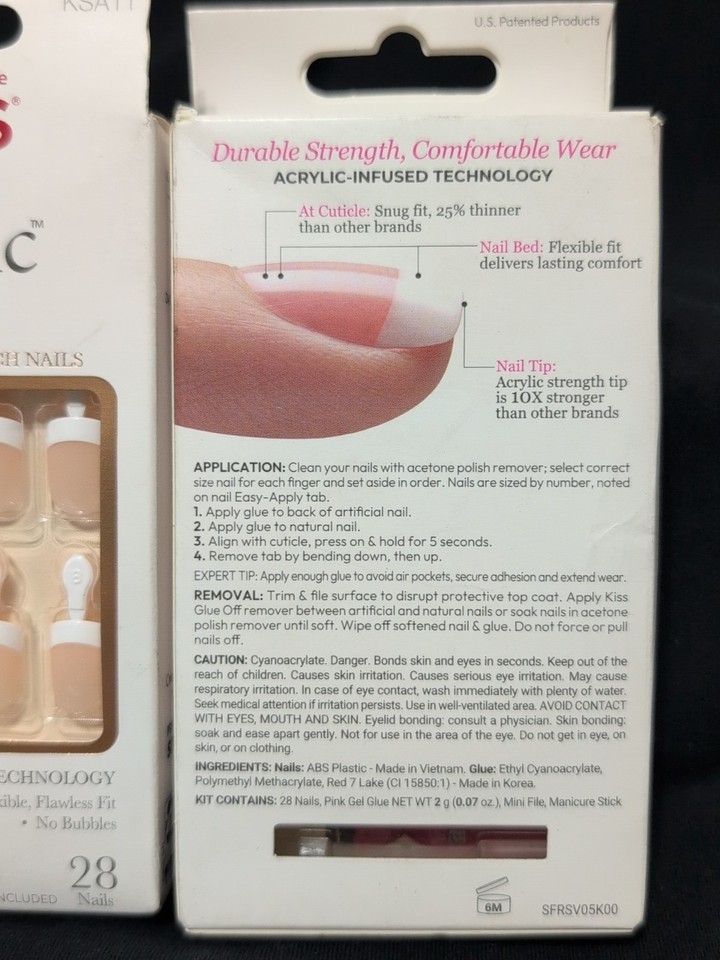 KSA11
e
S®
C™
CH NAILS
ECHNOLOGY
ible, Flawless Fit
• No Bubbles
28
Nails
NCLUDED
U.S. Patented Products
Durable Strength, Comfortable Wear
ACRYLIC-INFUSED TECHNOLOGY
At Cuticle: Snug fit, 25% thinner
than other brands
Nail Bed: Flexible fit
delivers lasting comfort
Nail Tip:
Acrylic strength tip
is 10X stronger
than other brands
APPLICATION: Clean your nails with acetone polish remover; select correct
size nail for each finger and set aside in order. Nails are sized by number, noted
on nail Easy-Apply tab.
1. Apply glue to back of artificial nail.
2. Apply glue to natural nail.
3. Align with cuticle, press on & hold for 5 seconds.
4. Remove tab by bending down, then up.
EXPERT TIP: Apply enough glue to avoid air pockets, secure adhesion and extend wear.
REMOVAL: Trim & file surface to disrupt protective top coat. Apply Kiss
Glue Off remover between artificial and natural nails or soak nails in acetone
polish remover until soft. Wipe off softened nail & glue. Do not force or pull
nails off.
CAUTION: Cyanoacrylate. Danger. Bonds skin and eyes in seconds. Keep out of the
reach of children. Causes skin irritation. Causes serious eye irritation. May cause
respiratory irritation. In case of eye contact, wash immediately with plenty of water.
Seek medical attention if irritation persists. Use in well-ventilated area. AVOID CONTACT
WITH EYES, MOUTH AND SKIN. Eyelid bonding: consult a physician. Skin bonding:
soak and ease apart gently. Not for use in the area of the eye. Do not get in eye, on
skin, or on clothing.
INGREDIENTS: Nails: ABS Plastic - Made in Vietnam. Glue: Ethyl Cyanoacrylate,
Polymethyl Methacrylate, Red 7 Lake (CI 15850:1) - Made in Korea.
KIT CONTAINS: 28 Nails, Pink Gel Glue NET WT 2 g (0.07 oz.), Mini File, Manicure Stick
6M
SFRSV05K00